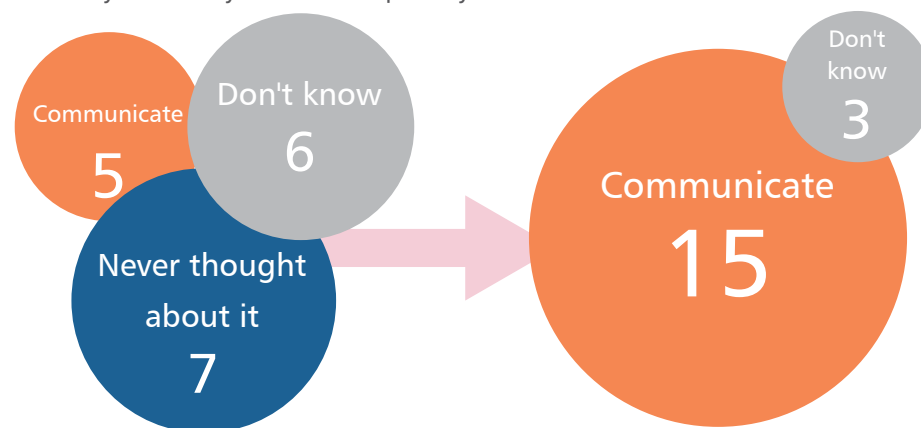 Communicate
5
Don't know
6
Never thought
about it
7
Don't
know
3
Communicate
15